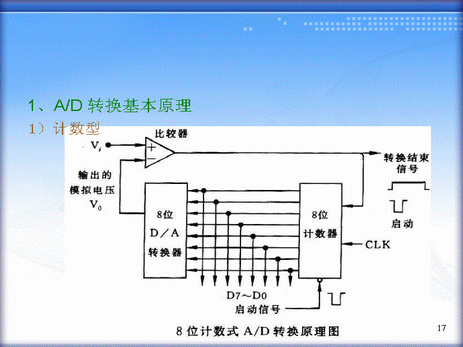 1、A/D 转换基本原理
1）计数型
比较器
Vi
+
−
转换结束
信号
输出的
模拟电压
V0
8位
D／A
转换器
8位
计数器
启动
CLK
D7～D0
启动信号
8 位计数式 A/D 转换原理图
17